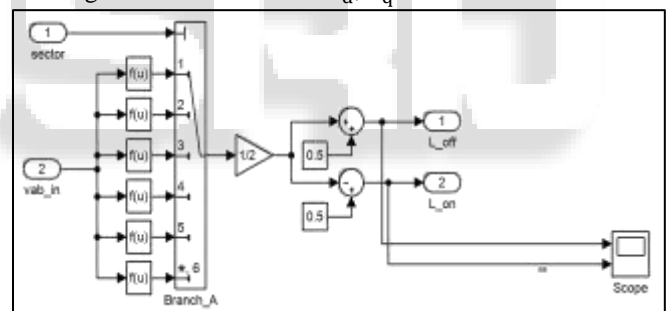 1
sector
f(u)
1
f(u)
2
f(u)
3
f(u)
4
f(u)
5
f(u)
*, 6
Branch_A
2
vab_in
1/2
0.5
0.5
1
L_off
2
L_on
Scope